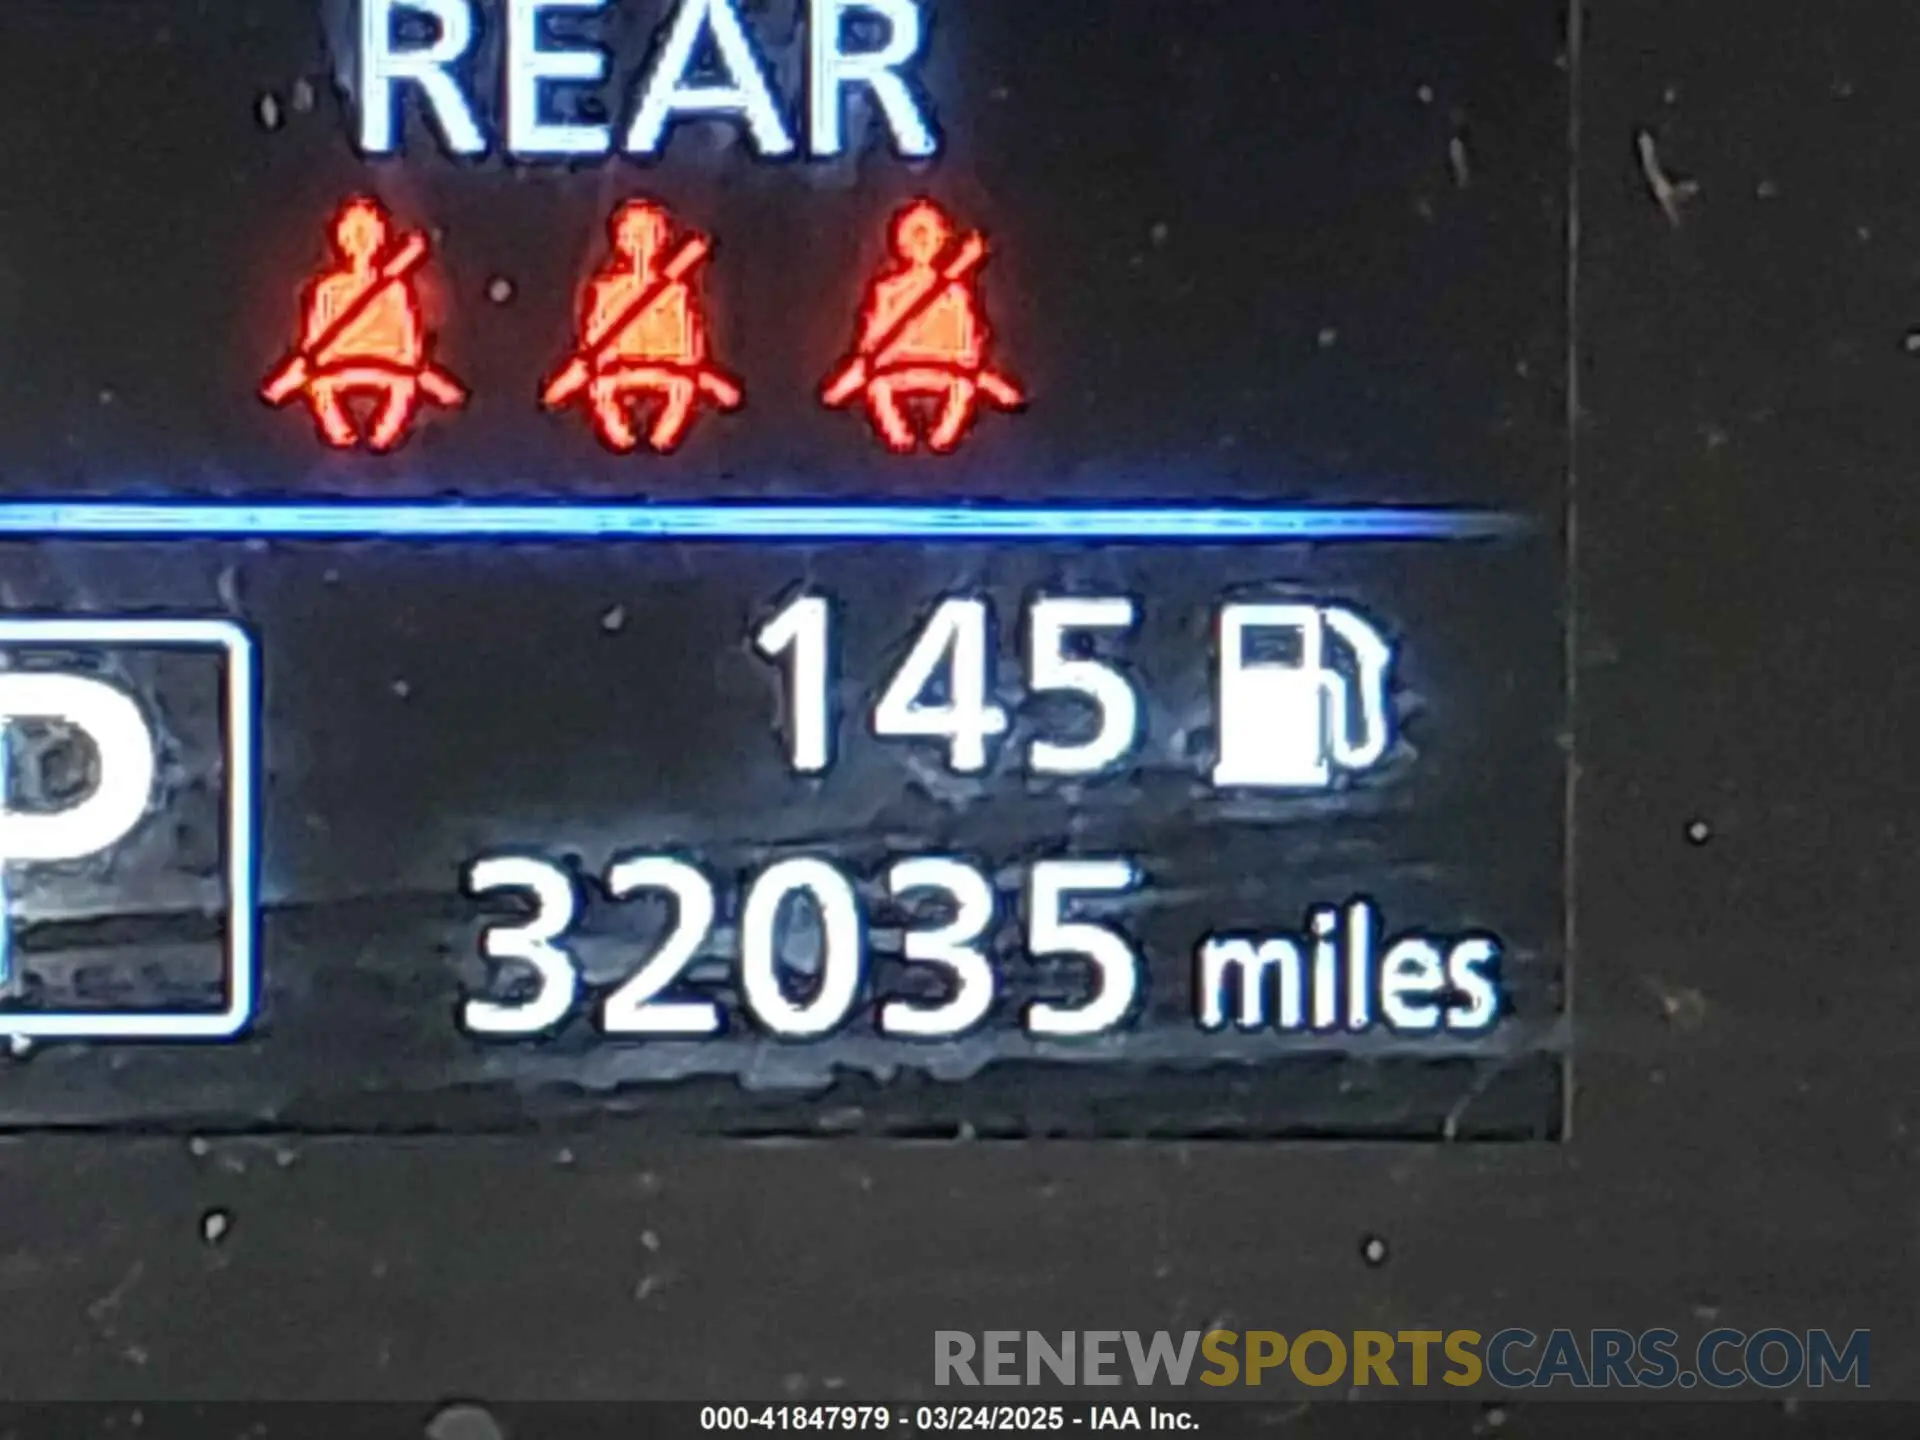 REAR
145
P
32035 miles
RENEWSPORTSCARS.COM
000-41847979 - 03/24/2025 - IAA Inc.